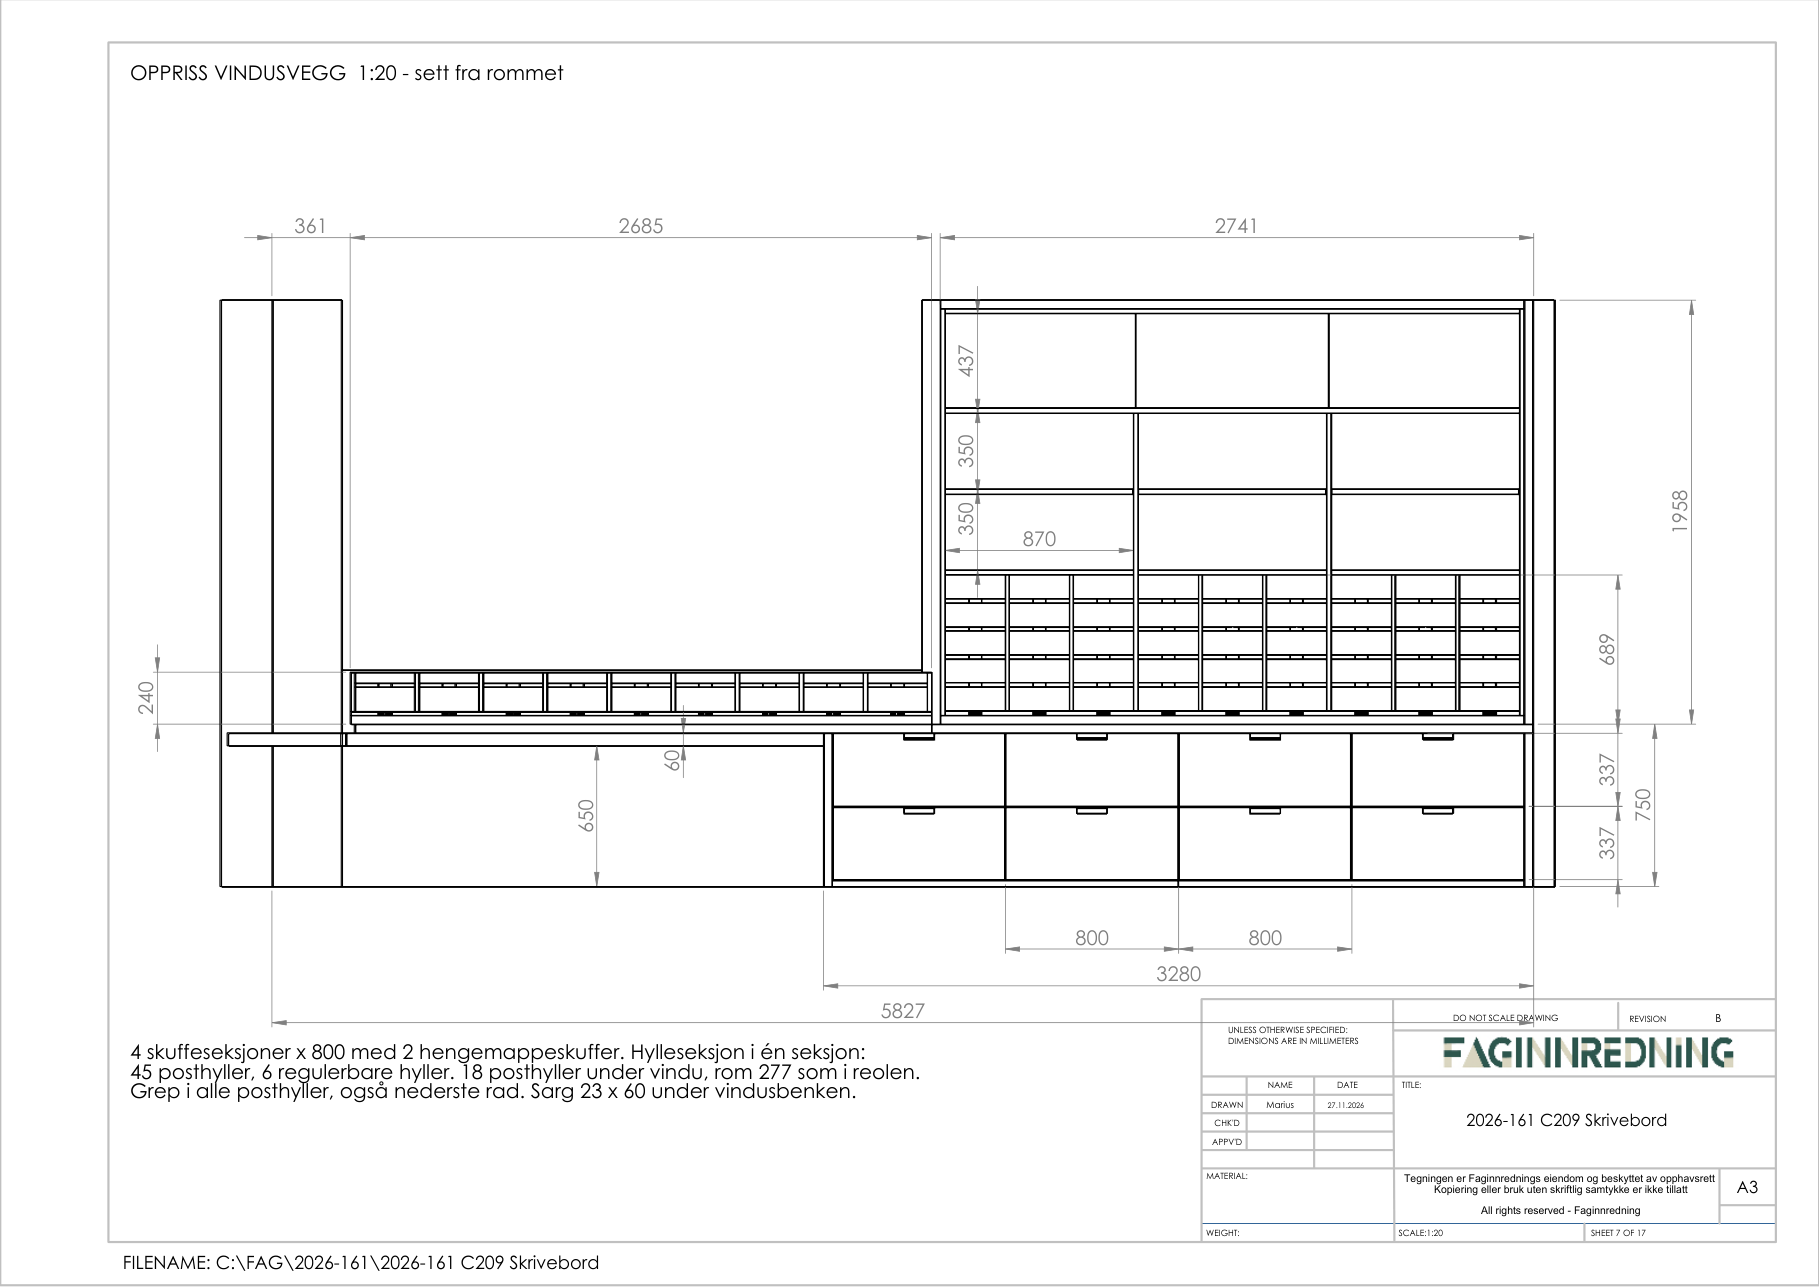 OPPRISS VINDUSVEGG  1:20 - sett fra rommet
361
2685
2741
437
350
350
870
1958
689
240
60
650
337
337
750
800
800
3280
5827
4 skuffeseksjoner x 800 med 2 hengemappeskuffer. Hylleseksjon i én seksjon:
45 posthyller, 6 regulerbare hyller. 18 posthyller under vindu, rom 277 som i reolen.
Grep i alle posthyller, også nederste rad. Sarg 23 x 60 under vindusbenken.
UNLESS OTHERWISE SPECIFIED:
DIMENSIONS ARE IN MILLIMETERS
DO NOT SCALE DRAWING
REVISION B
FAGINNREDNiNG
NAME DATE
DRAWN Marius 27.11.2026
CHK'D
APPV'D
TITLE:
2026-161 C209 Skrivebord
MATERIAL:
Tegningen er Faginnrednings eiendom og beskyttet av opphavsrett
Kopiering eller bruk uten skriftlig samtykke er ikke tillatt
All rights reserved - Faginnredning
A3
WEIGHT:
SCALE:1:20
SHEET 7 OF 17
FILENAME: C:\FAG\2026-161\2026-161 C209 Skrivebord